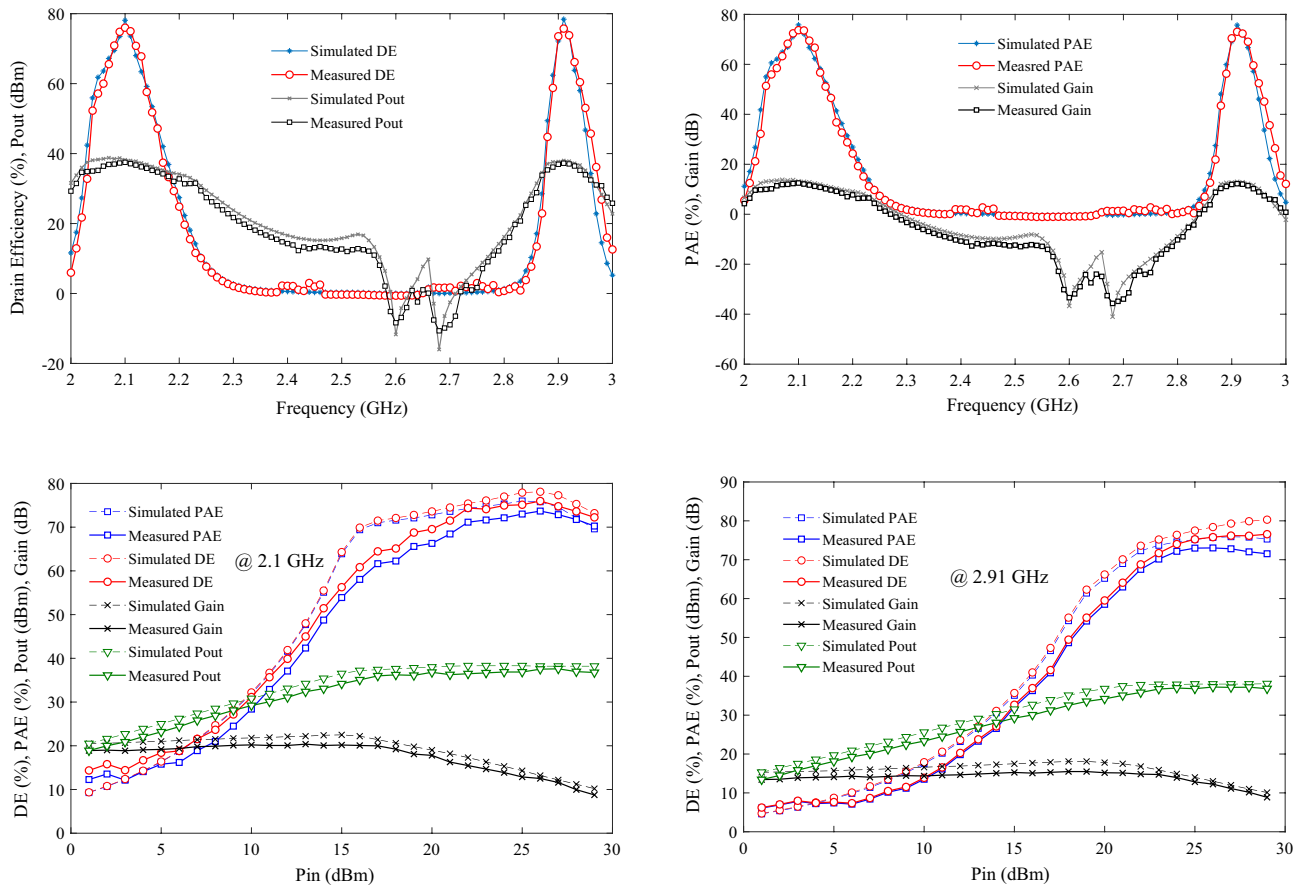 80
60
40
20
0
-20
2
2.1
2.2
2.3
2.4
2.5
2.6
2.7
2.8
2.9
3
Frequency (GHz)
Drain Efficiency (%), Pout (dBm)
Simulated DE
Measured DE
Simulated Pout
Measured Pout
80
60
40
20
0
-20
-40
-60
2
2.1
2.2
2.3
2.4
2.5
2.6
2.7
2.8
2.9
3
Frequency (GHz)
PAE (%), Gain (dB)
Simulated PAE
Measred PAE
Simulated Gain
Measured Gain
80
70
60
50
40
30
20
10
0
0
5
10
15
20
25
30
Pin (dBm)
DE (%), PAE (%), Pout (dBm), Gain (dB)
Simulated PAE
Measured PAE
Simulated DE
Measured DE
Simulated Gain
Measured Gain
Simulated Pout
Measured Pout
@ 2.1 GHz
90
80
70
60
50
40
30
20
10
0
0
5
10
15
20
25
30
Pin (dBm)
DE (%), PAE (%), Pout (dBm), Gain (dB)
Simulated PAE
Measured PAE
Simulated DE
Measured DE
Simulated Gain
Measured Gain
Simulated Pout
Measured Pout
@ 2.91 GHz